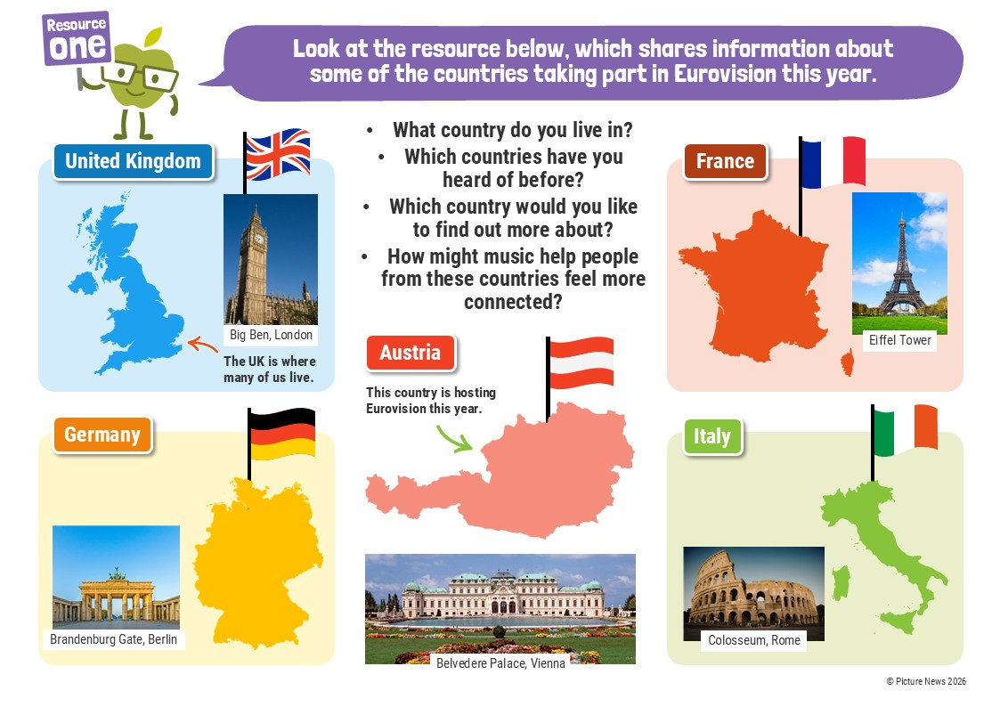 Resource
one
Look at the resource below, which shares information about
some of the countries taking part in Eurovision this year.
United Kingdom
Big Ben, London
The UK is where
many of us live.
• What country do you live in?
• Which countries have you
heard of before?
• Which country would you like
to find out more about?
• How might music help people
from these countries feel more
connected?
France
Eiffel Tower
Austria
This country is hosting
Eurovision this year.
Belvedere Palace, Vienna
Germany
Brandenburg Gate, Berlin
Italy
Colosseum, Rome
© Picture News 2026